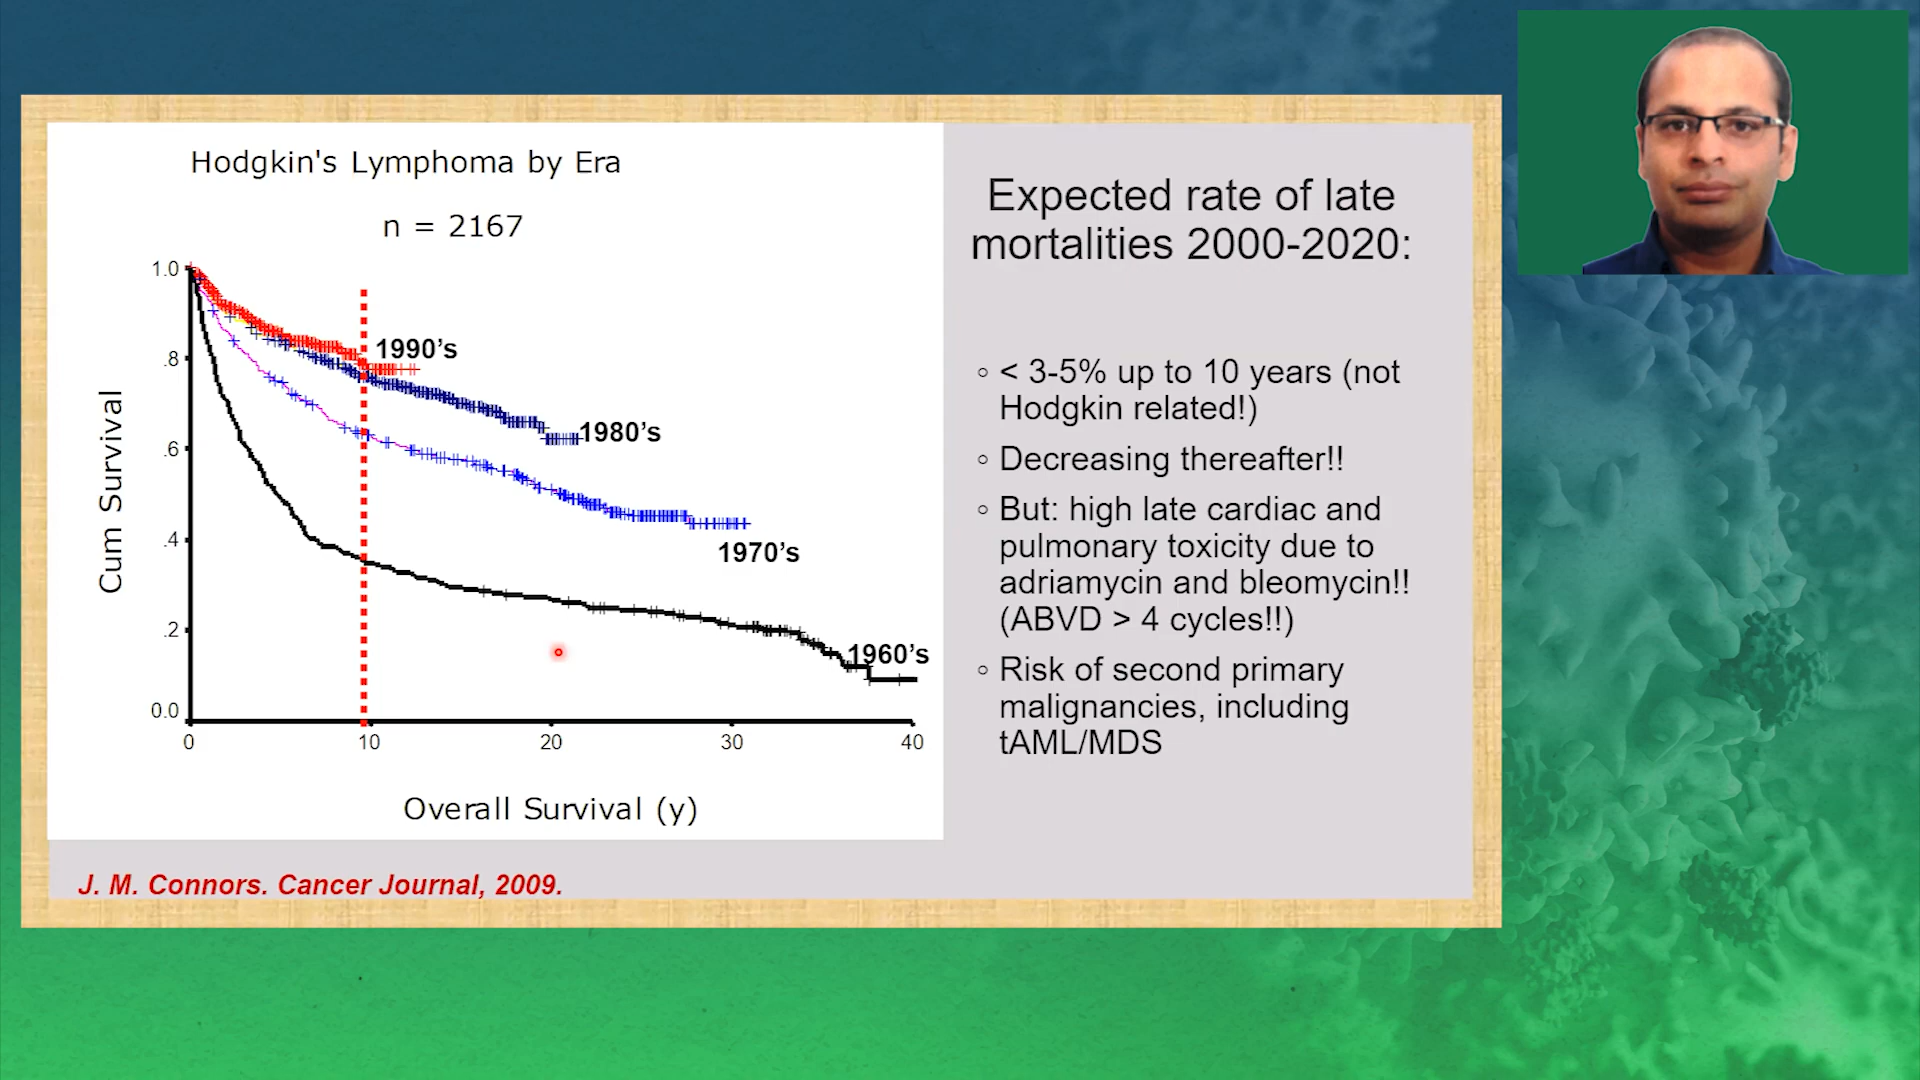 Hodgkin's Lymphoma by Era
n = 2167
1.0
.8
.6
.4
.2
0.0
Cum Survival
1990’s
1980’s
1970’s
1960’s
0 10 20 30 40
Overall Survival (y)
J. M. Connors. Cancer Journal, 2009.
Expected rate of late
mortalities 2000-2020:
◦ < 3-5% up to 10 years (not
Hodgkin related!)
◦ Decreasing thereafter!!
◦ But: high late cardiac and
pulmonary toxicity due to
adriamycin and bleomycin!!
(ABVD > 4 cycles!!)
◦ Risk of second primary
malignancies, including
tAML/MDS